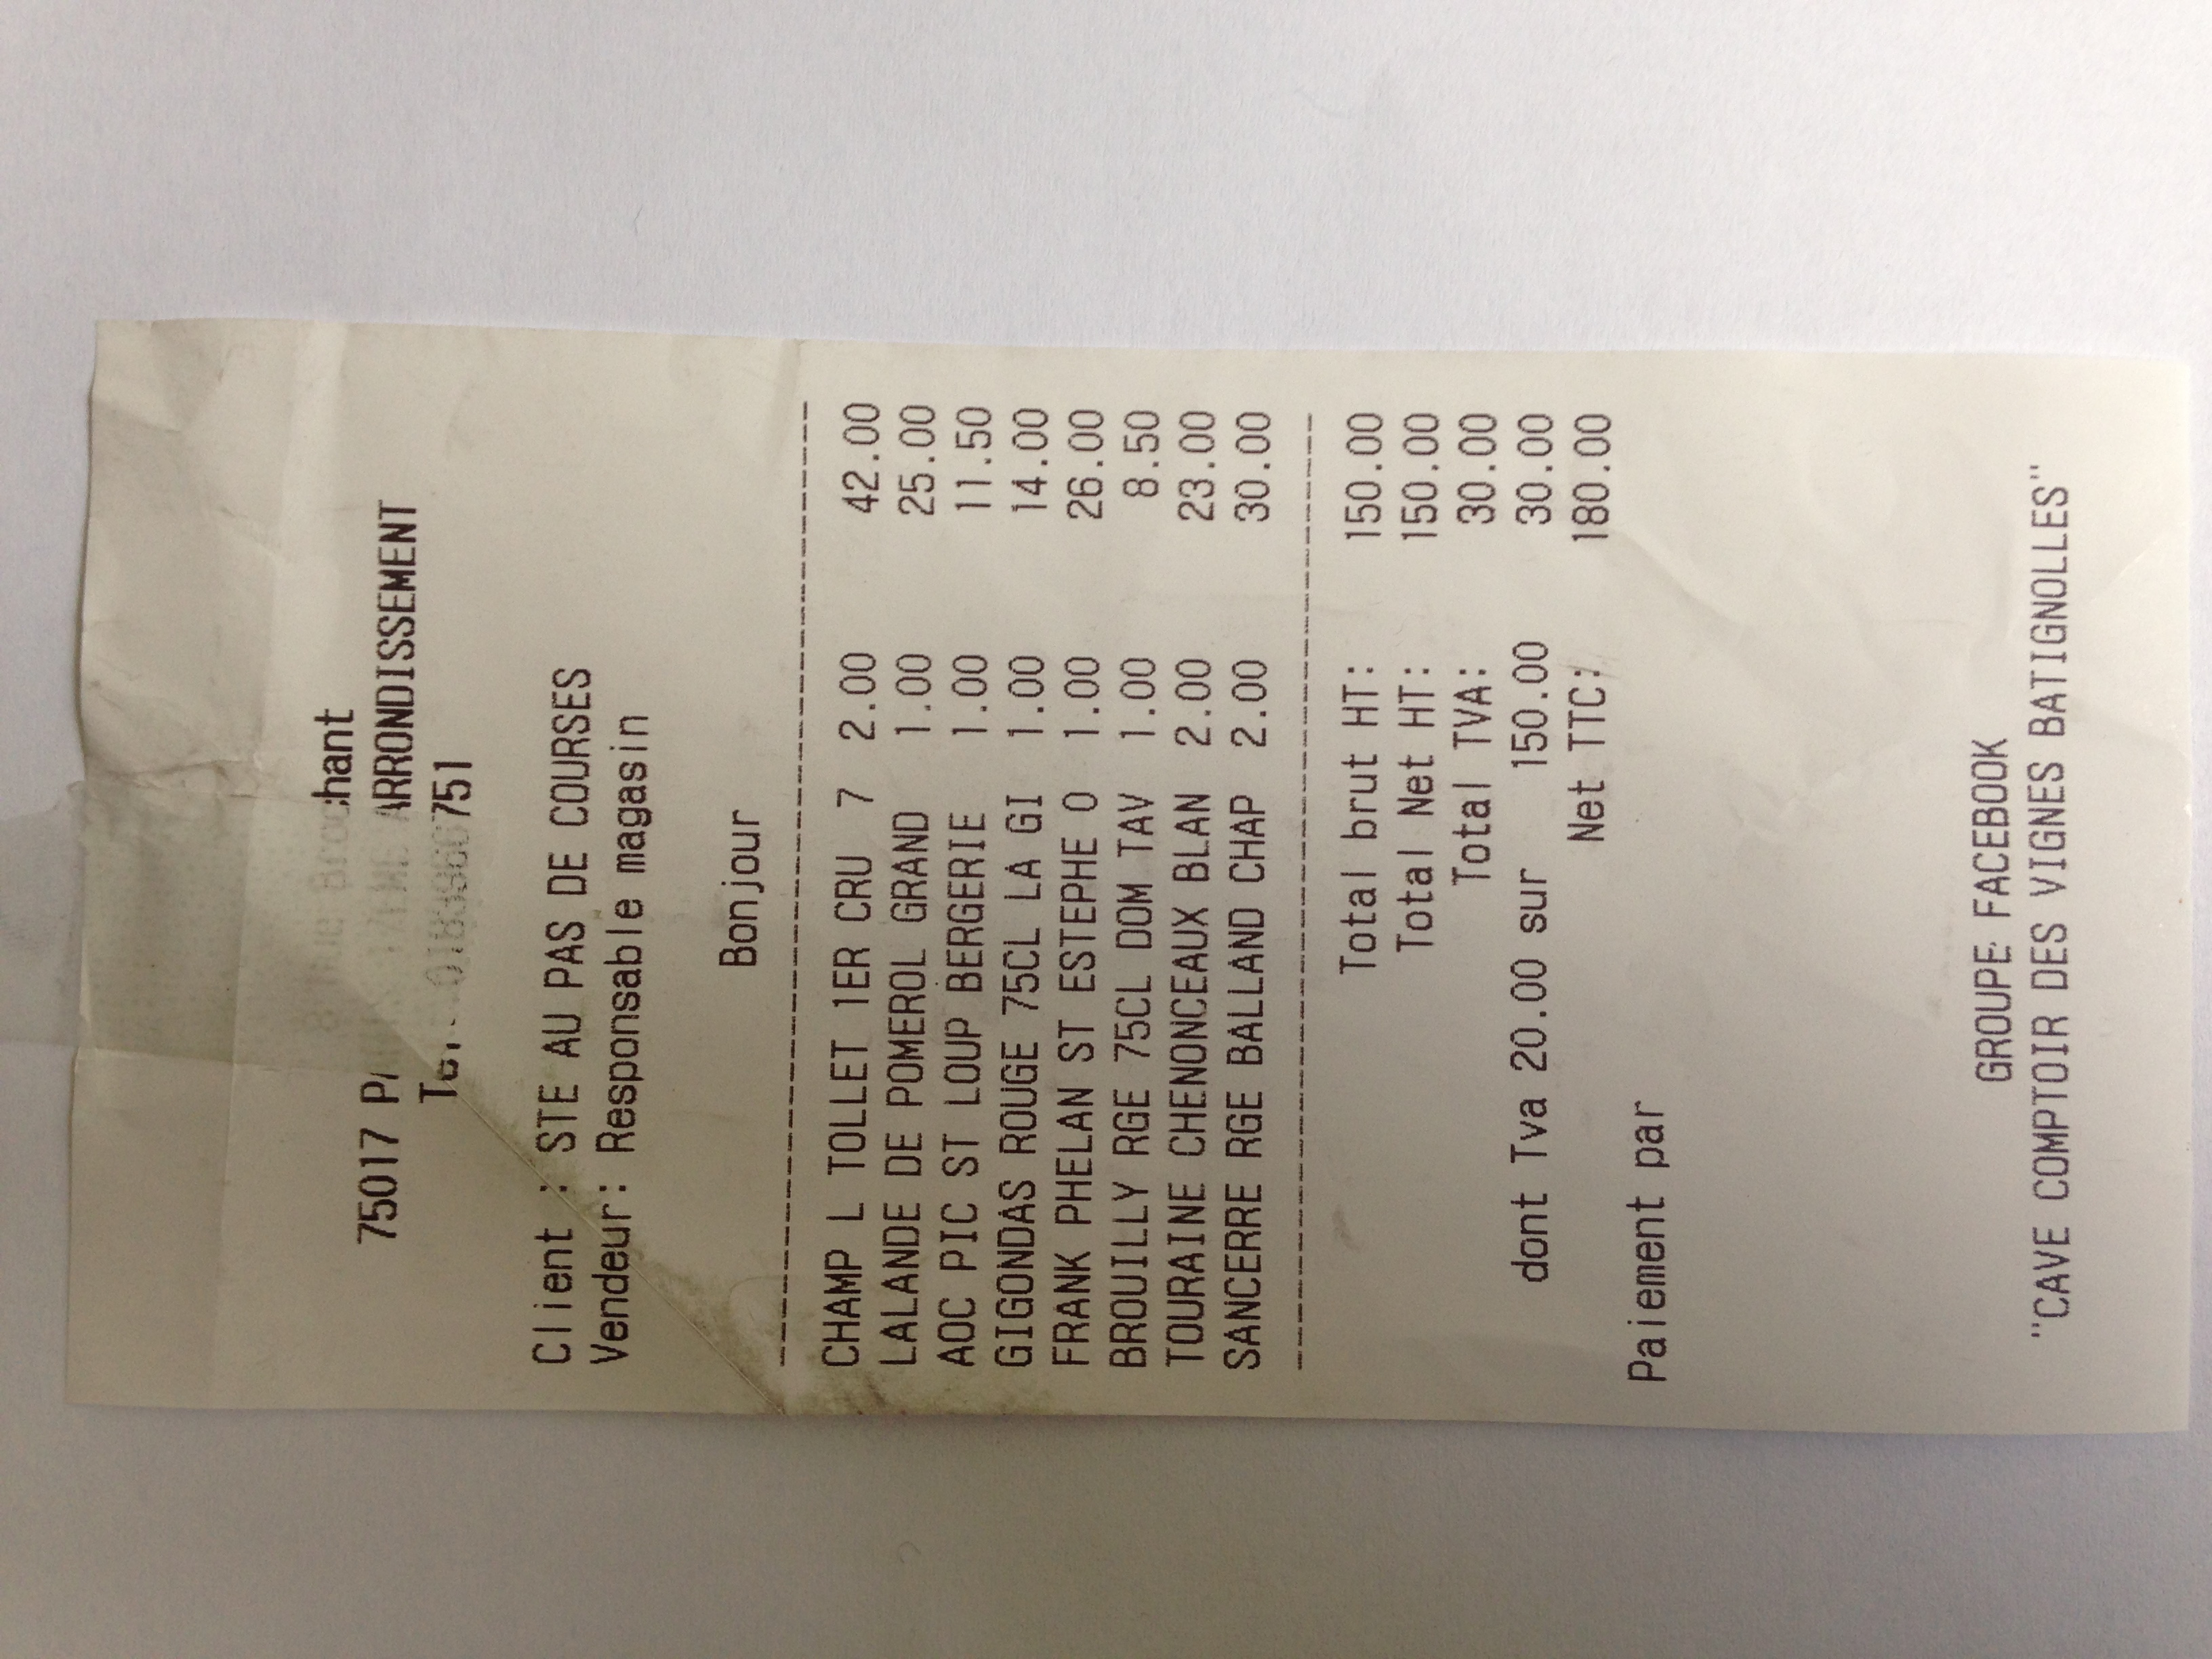 8 Rue Brochant
75017 PARIS 17EME ARRONDISSEMENT
Tel.: 0183966751
Client : STE AU PAS DE COURSES
Vendeur: Responsable magasin
Bonjour
CHAMP L TOLLET 1ER CRU 7 2.00 42.00
LALANDE DE POMEROL GRAND 1.00 25.00
AOC PIC ST LOUP BERGERIE 1.00 11.50
GIGONDAS ROUGE 75CL LA GI 1.00 14.00
FRANK PHELAN ST ESTEPHE O 1.00 26.00
BROUILLY RGE 75CL DOM TAV 1.00 8.50
TOURAINE CHENONCEAUX BLAN 2.00 23.00
SANCERRE RGE BALLAND CHAP 2.00 30.00
Total brut HT: 150.00
Total Net HT: 150.00
Total TVA: 30.00
dont Tva 20.00 sur 150.00 30.00
Net TTC: 180.00
Paiement par
GROUPE FACEBOOK
"CAVE COMPTOIR DES VIGNES BATIGNOLLES"